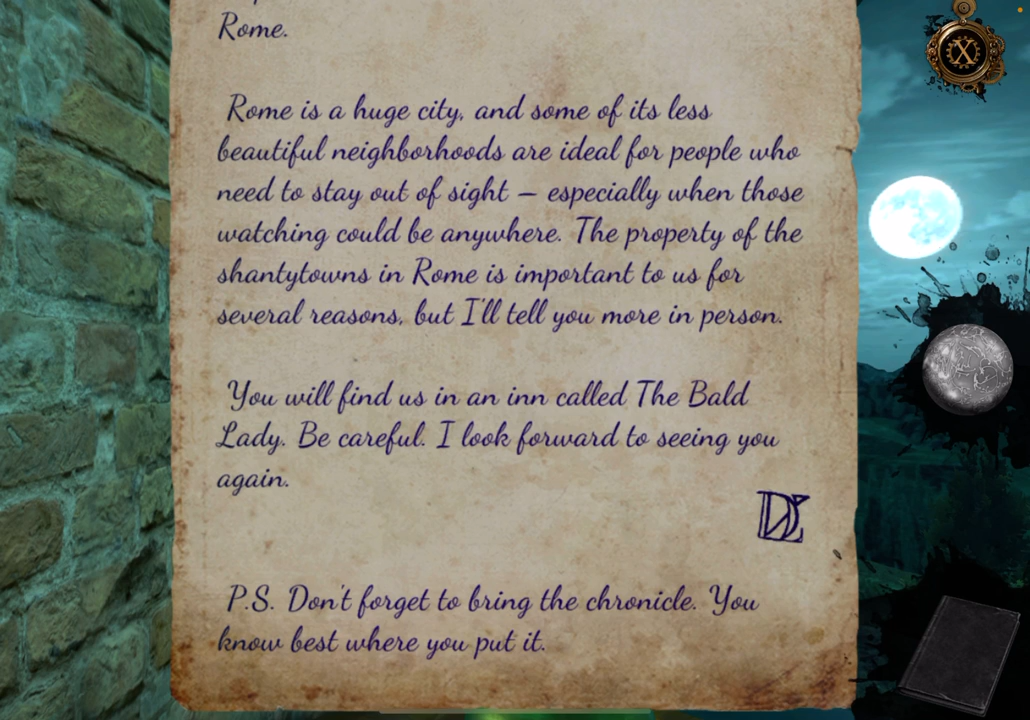 Rome.
Rome is a huge city, and some of its less
beautiful neighborhoods are ideal for people who
need to stay out of sight – especially when those
watching could be anywhere. The property of the
shantytowns in Rome is important to us for
several reasons, but I'll tell you more in person.
You will find us in an inn called The Bald
Lady. Be careful. I look forward to seeing you
again.
P.S. Don't forget to bring the chronicle. You
know best where you put it.
X